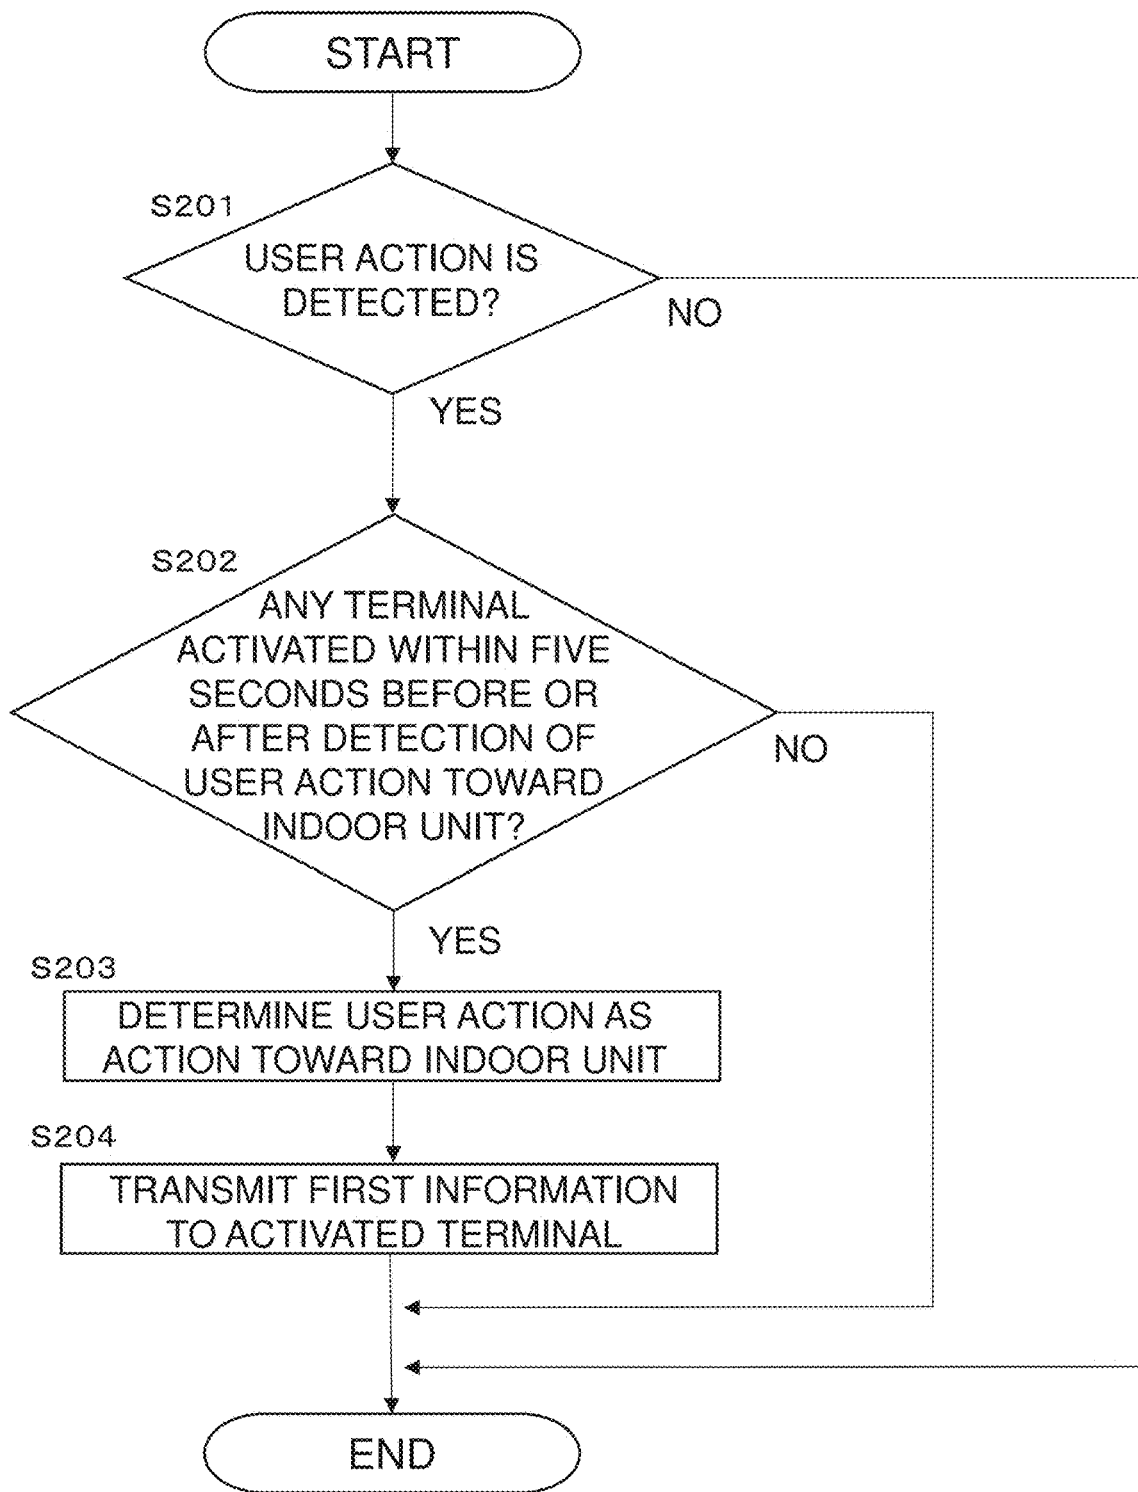 START
S201
USER ACTION IS
DETECTED?
NO
YES
S202
ANY TERMINAL
ACTIVATED WITHIN FIVE
SECONDS BEFORE OR
AFTER DETECTION OF
USER ACTION TOWARD
INDOOR UNIT?
NO
YES
S203
DETERMINE USER ACTION AS
ACTION TOWARD INDOOR UNIT
S204
TRANSMIT FIRST INFORMATION
TO ACTIVATED TERMINAL
END